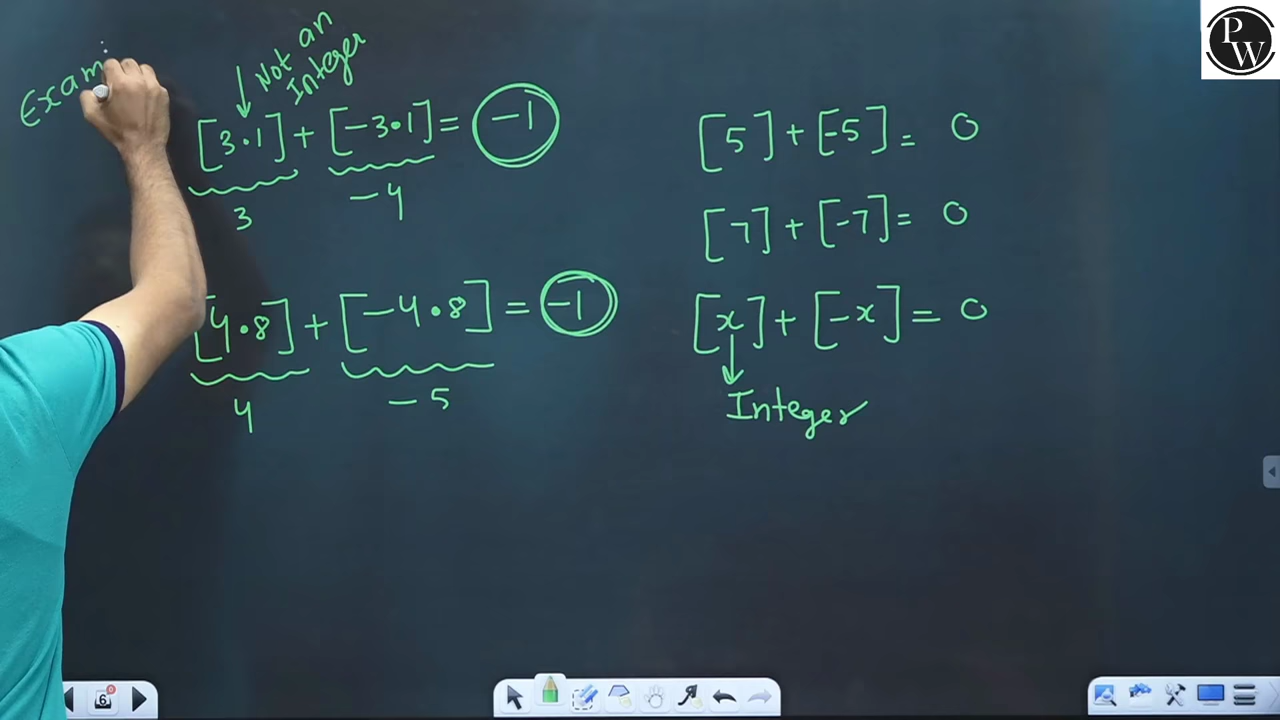 PW
Exam
Not an
Integer
[3.1] + [-3.1] = -1
3
-4
[4.8] + [-4.8] = -1
4
-5
[5] + [-5] = 0
[7] + [-7] = 0
[x] + [-x] = 0
Integer
6